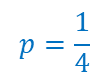 p = 1/4